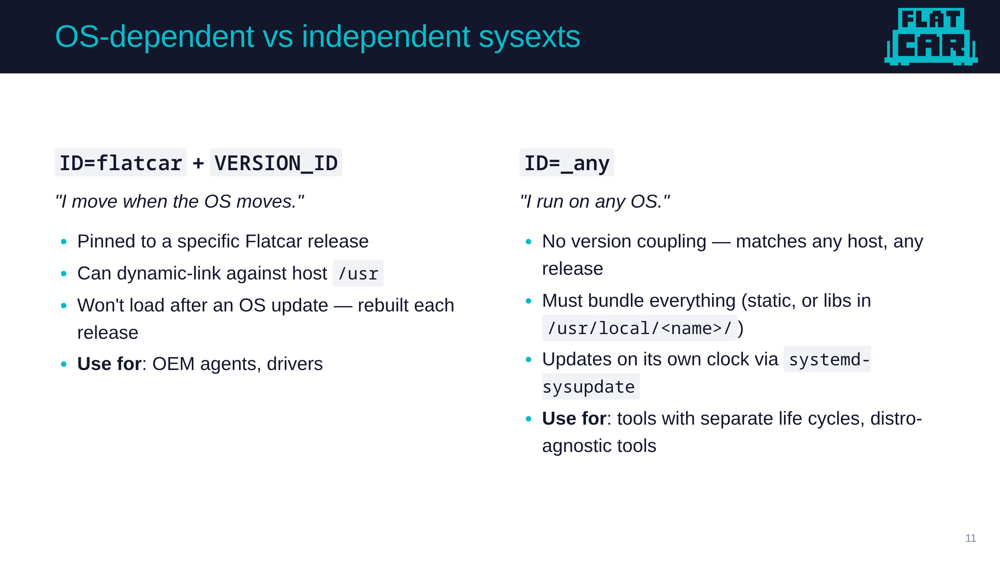 OS-dependent vs independent sysexts
FLAT
CAR
ID=flatcar + VERSION_ID
"I move when the OS moves."
• Pinned to a specific Flatcar release
• Can dynamic-link against host /usr
• Won't load after an OS update — rebuilt each
release
• Use for: OEM agents, drivers
ID=_any
"I run on any OS."
• No version coupling — matches any host, any
release
• Must bundle everything (static, or libs in
/usr/local/<name>/)
• Updates on its own clock via systemd-
sysupdate
• Use for: tools with separate life cycles, distro-
agnostic tools
11